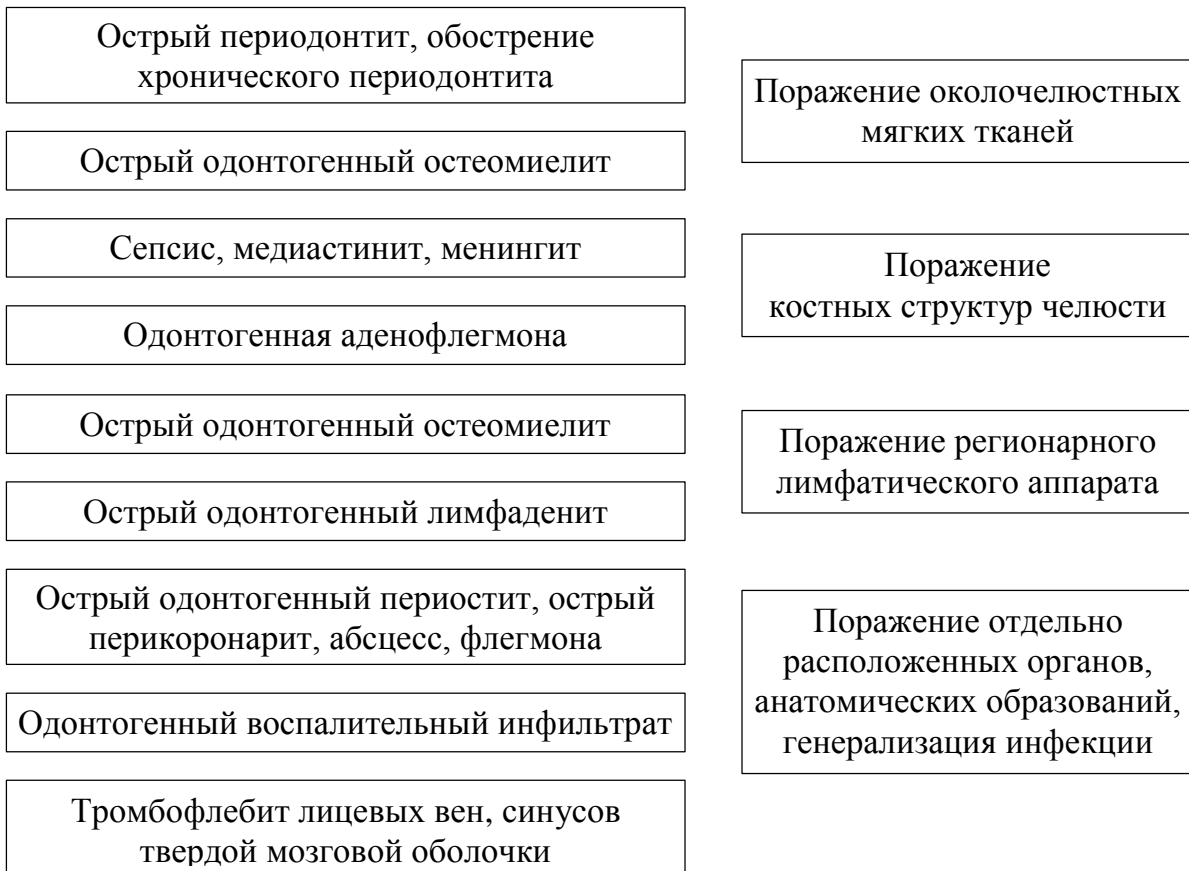 Острый периодонтит, обострение
хронического периодонтита
Острый одонтогенный остеомиелит
Сепсис, медиастинит, менингит
Одонтогенная аденофлегмона
Острый одонтогенный остеомиелит
Острый одонтогенный лимфаденит
Острый одонтогенный периостит, острый
перикоронарит, абсцесс, флегмона
Одонтогенный воспалительный инфильтрат
Тромбофлебит лицевых вен, синусов
твердой мозговой оболочки
Поражение околочелюстных
мягких тканей
Поражение
костных структур челюсти
Поражение регионарного
лимфатического аппарата
Поражение отдельно
расположенных органов,
анатомических образований,
генерализация инфекции